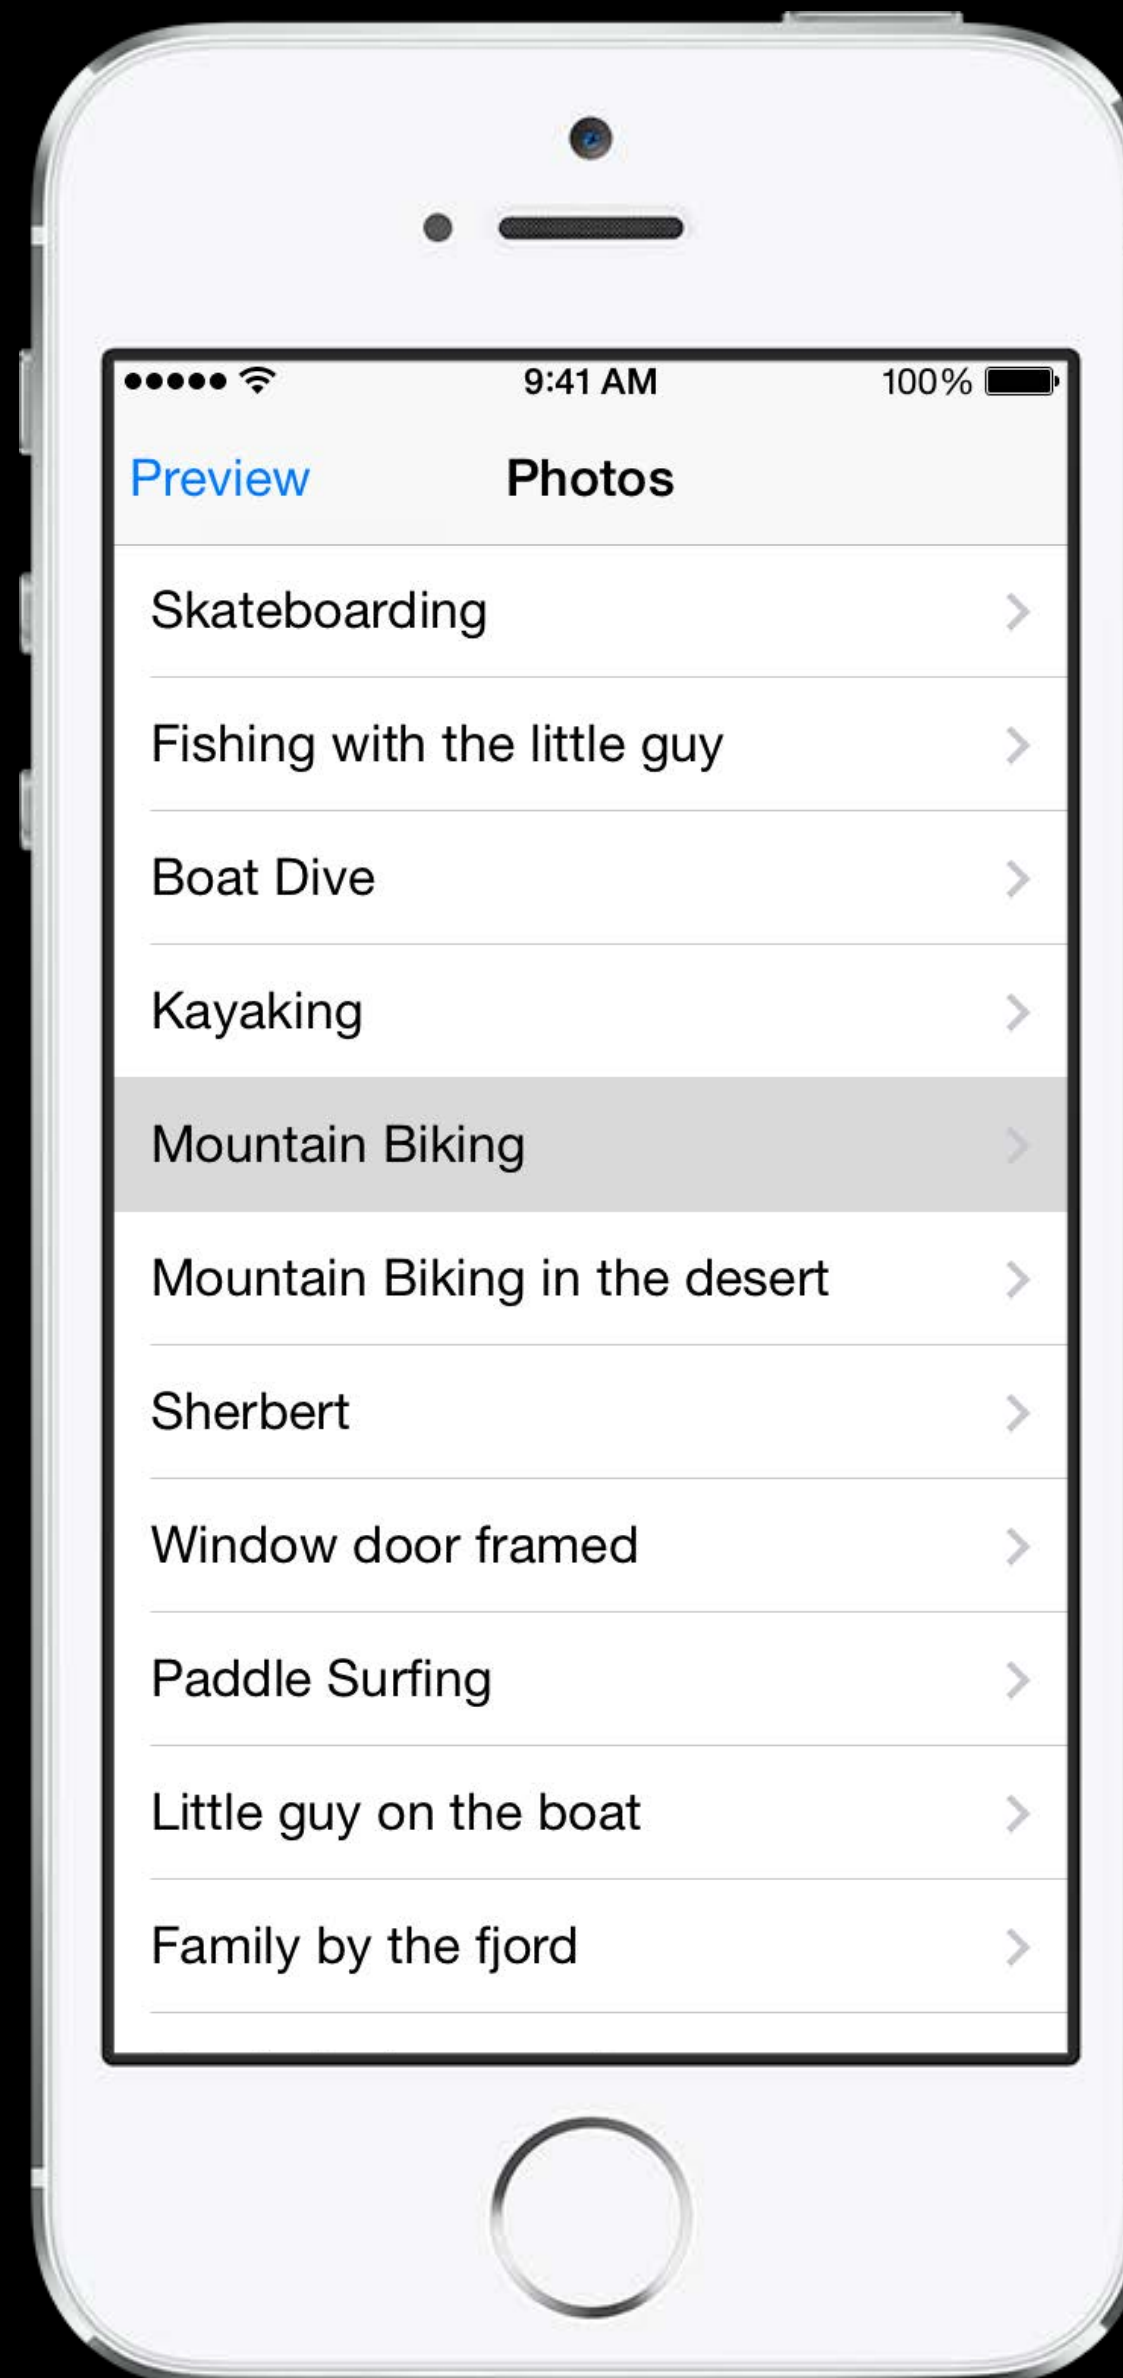 9:41 AM 100%
Preview Photos
Skateboarding
Fishing with the little guy
Boat Dive
Kayaking
Mountain Biking
Mountain Biking in the desert
Sherbert
Window door framed
Paddle Surfing
Little guy on the boat
Family by the fjord